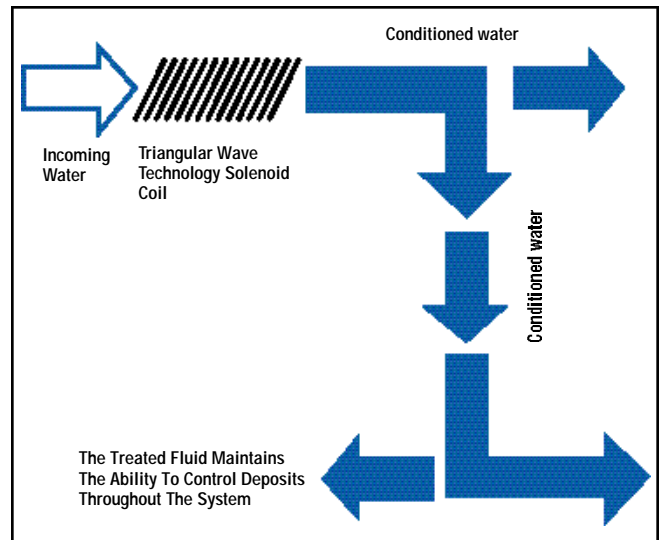 Conditioned water
Incoming
Water
Triangular Wave
Technology Solenoid
Coil
Conditioned water
The Treated Fluid Maintains
The Ability To Control Deposits
Throughout The System